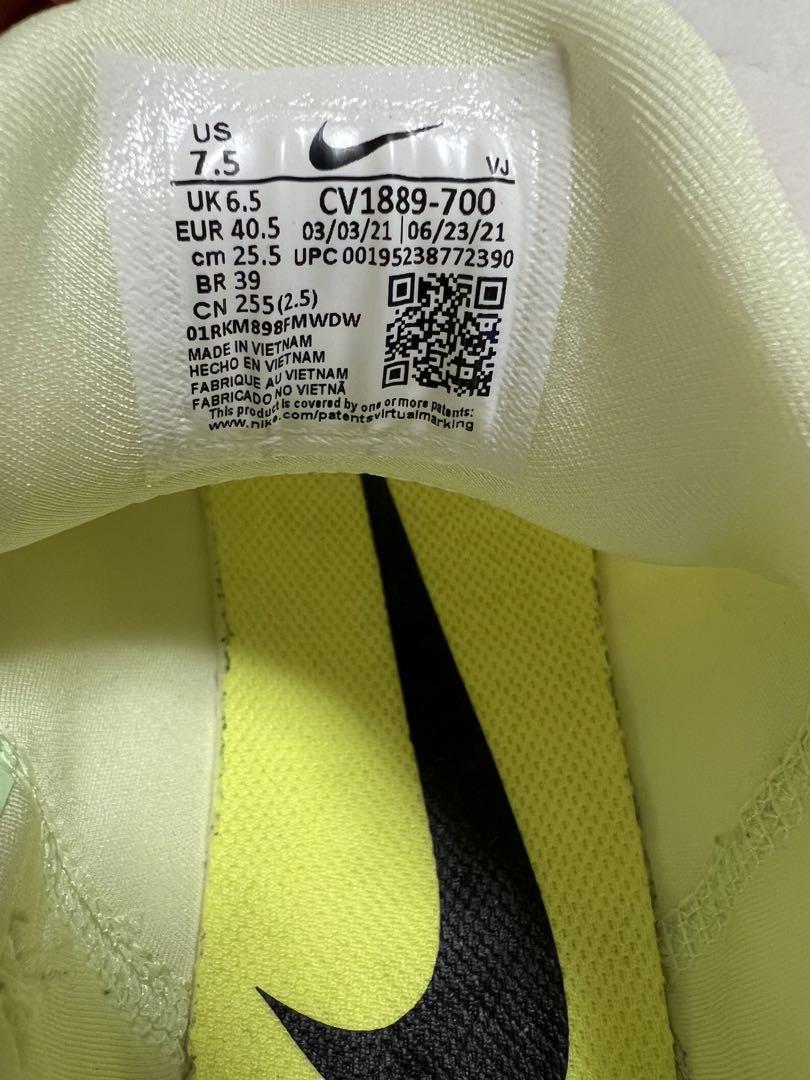 US
7.5 VJ
UK 6.5 CV1889-700
EUR 40.5 03/03/21 | 06/23/21
cm 25.5 UPC 00195238772390
BR 39
CN 255(2.5)
01RKM898FMWDW
MADE IN VIETNAM
HECHO EN VIETNAM
FABRIQUE AU VIETNAM
FABRICADO NO VIETNÃ
This product is covered by one or more patents:
www.nike.com/patentsvirtualmarking